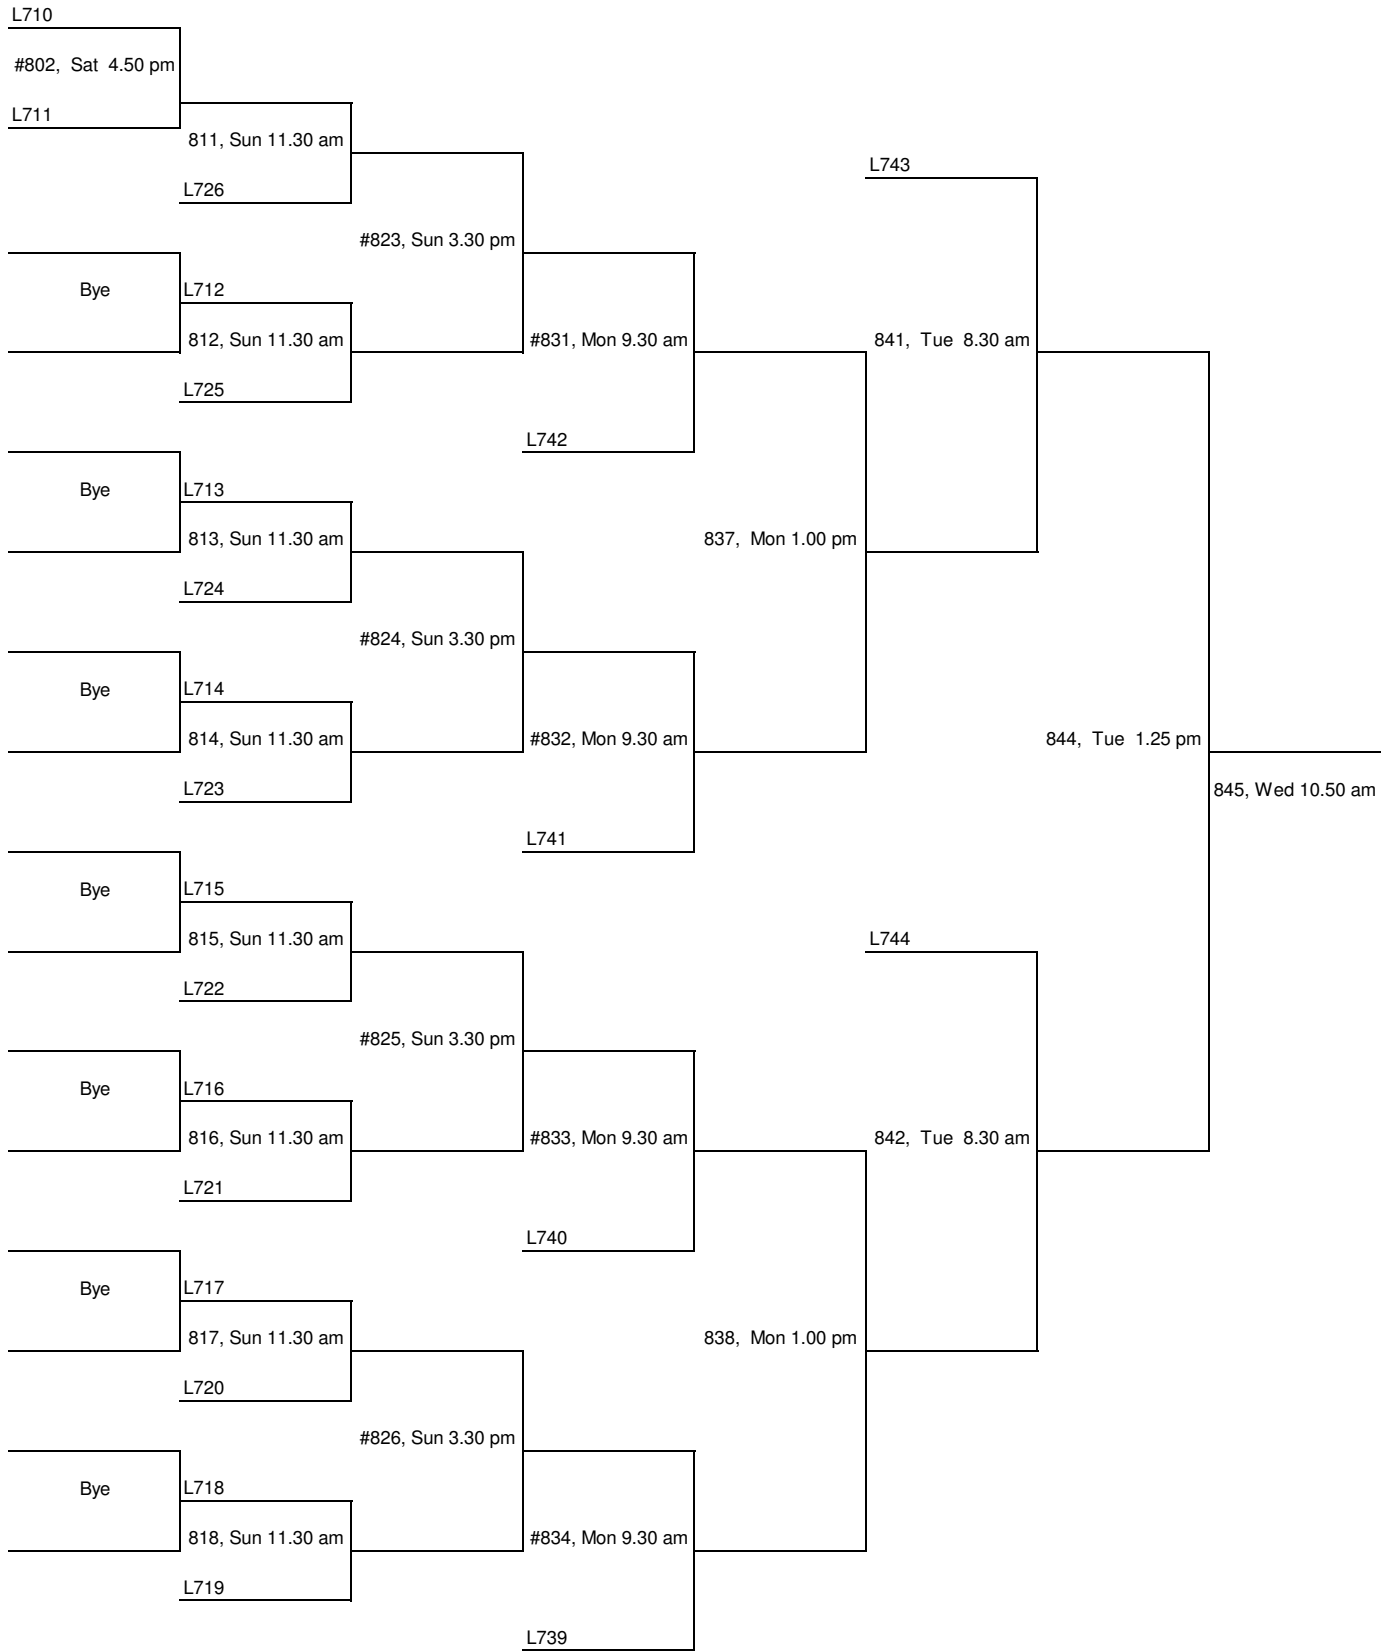 L710
#802,  Sat  4.50 pm
L711
811, Sun 11.30 am
L743
L726
#823, Sun 3.30 pm
Bye
L712
812, Sun 11.30 am
#831, Mon 9.30 am
841,  Tue  8.30 am
L725
L742
Bye
L713
813, Sun 11.30 am
837,  Mon 1.00 pm
L724
#824, Sun 3.30 pm
Bye
L714
814, Sun 11.30 am
#832, Mon 9.30 am
844,  Tue  1.25 pm
L723
845, Wed 10.50 am
L741
Bye
L715
815, Sun 11.30 am
L744
L722
#825, Sun 3.30 pm
Bye
L716
816, Sun 11.30 am
#833, Mon 9.30 am
842,  Tue  8.30 am
L721
L740
Bye
L717
817, Sun 11.30 am
838,  Mon 1.00 pm
L720
#826, Sun 3.30 pm
Bye
L718
818, Sun 11.30 am
#834, Mon 9.30 am
L719
L739